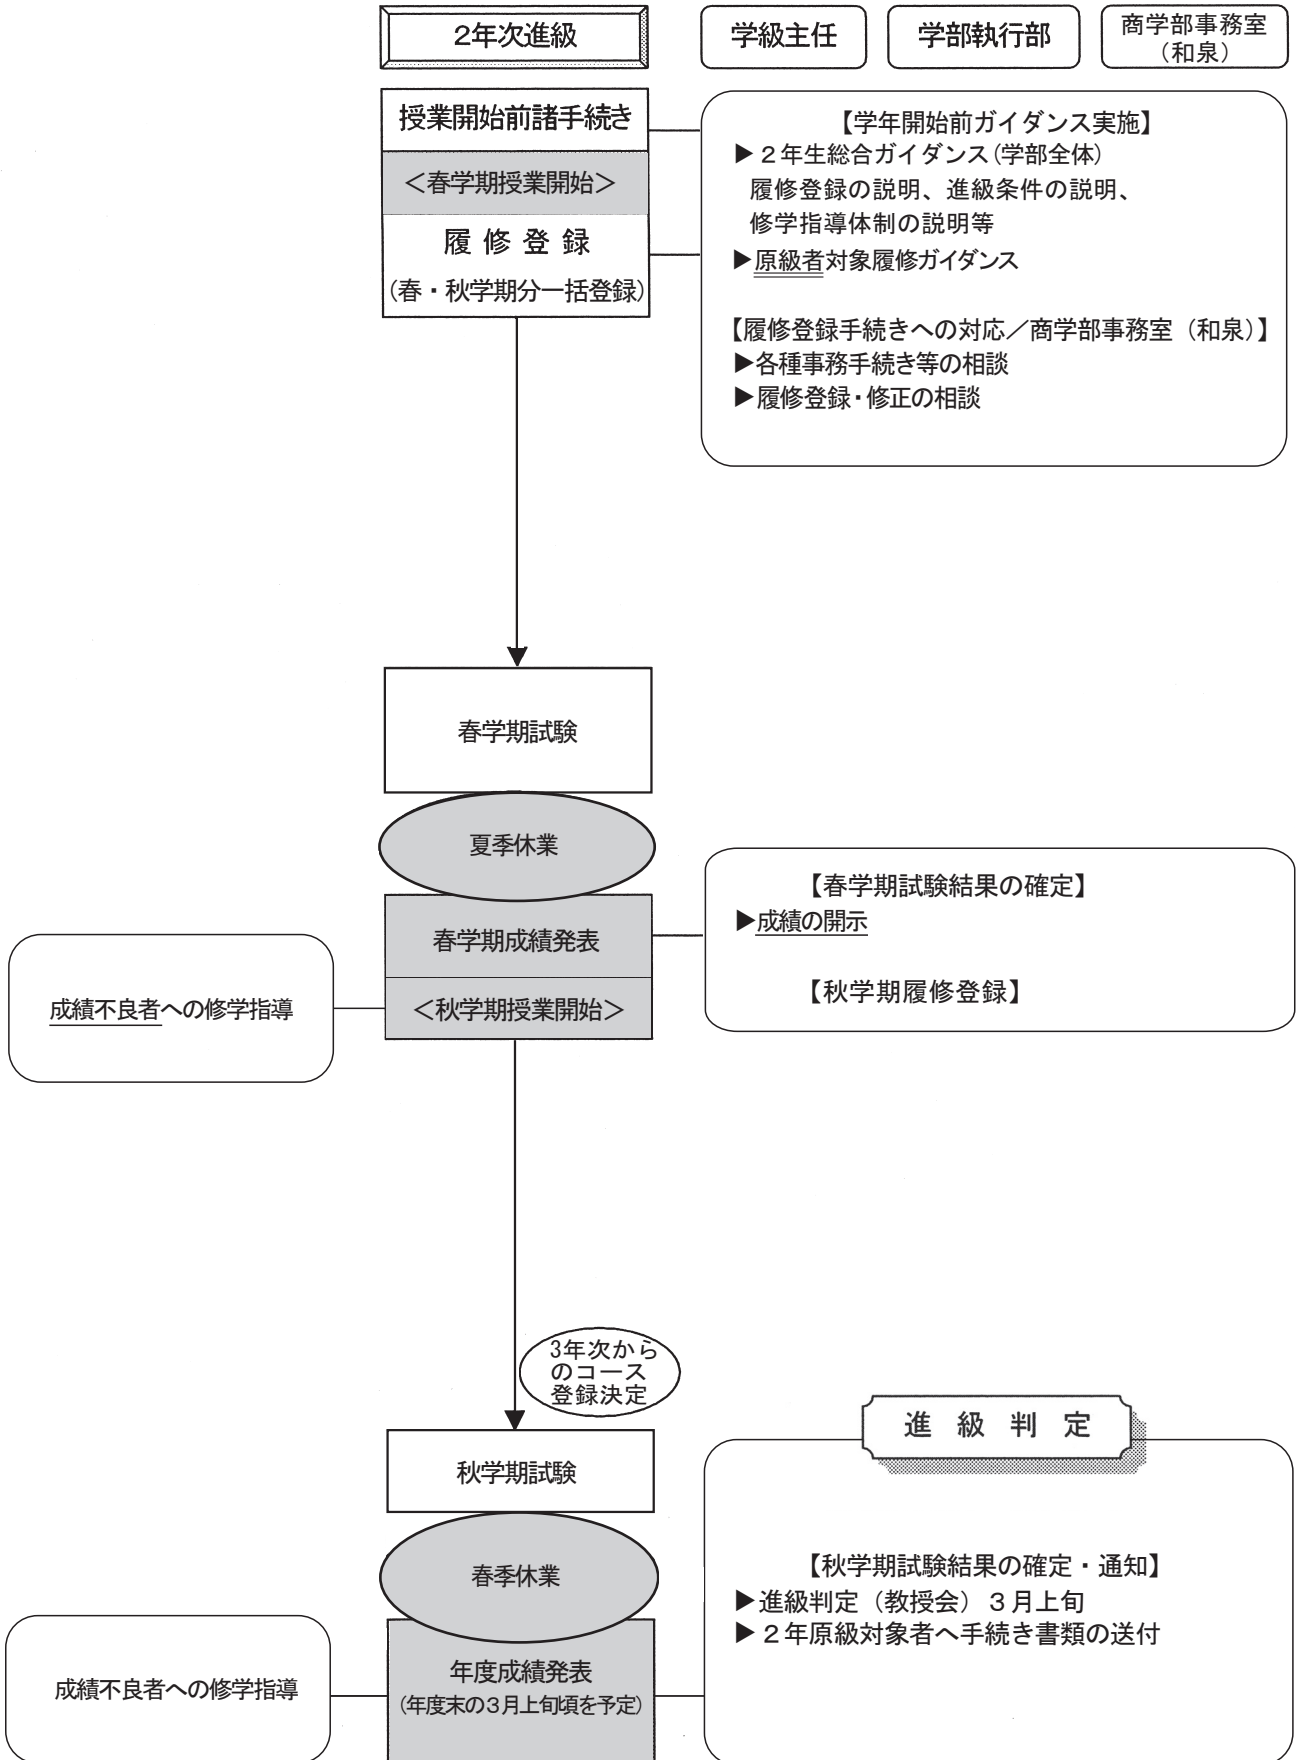 2年次進級
学級主任
学部執行部
商学部事務室
（和泉）
授業開始前諸手続き
＜春学期授業開始＞
履修登録
（春・秋学期分一括登録）
【学年開始前ガイダンス実施】
▶２年生総合ガイダンス（学部全体）
履修登録の説明、進級条件の説明、
修学指導体制の説明等
▶原級者対象履修ガイダンス
【履修登録手続きへの対応／商学部事務室（和泉）】
▶各種事務手続き等の相談
▶履修登録・修正の相談
春学期試験
夏季休業
春学期成績発表
＜秋学期授業開始＞
成績不良者への修学指導
【春学期試験結果の確定】
▶成績の開示
【秋学期履修登録】
3年次から
のコース
登録決定
秋学期試験
春季休業
年度成績発表
（年度末の３月上旬頃を予定）
成績不良者への修学指導
進級判定
【秋学期試験結果の確定・通知】
▶進級判定（教授会）３月上旬
▶２年原級対象者へ手続き書類の送付